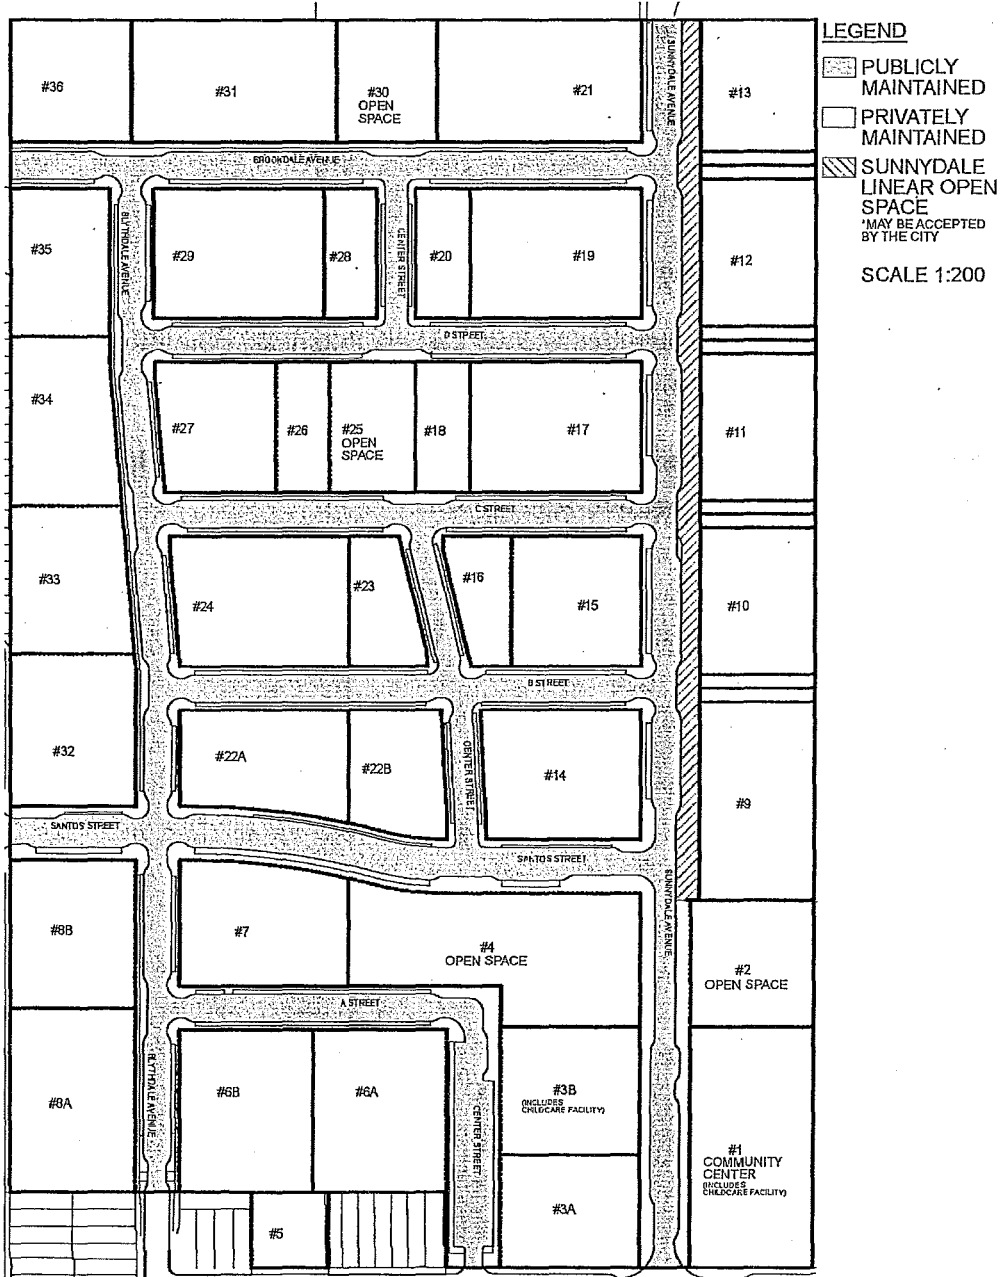 LEGEND
PUBLICLY
MAINTAINED
PRIVATELY
MAINTAINED
SUNNYDALE
LINEAR OPEN
SPACE
*MAY BE ACCEPTED
BY THE CITY
SCALE 1:200
#36
#31
#30
OPEN
SPACE
#21
SUNNYDALE AVENUE
#13
BROOKDALE AVENUE
#35
BLYTHDALE AVENUE
#29
#28
CENTER STREET
#20
#19
#12
D STREET
#34
#27
#26
#25
OPEN
SPACE
#18
#17
#11
C STREET
#33
#24
#23
#16
#15
#10
B STREET
#32
#22A
#22B
CENTER STREET
#14
#9
SANTOS STREET
SANTOS STREET
#8B
#7
#4
OPEN SPACE
SUNNYDALE AVENUE
#2
OPEN SPACE
A STREET
#8A
BLYTHDALE AVENUE
#6B
#6A
CENTER STREET
#3B
(INCLUDES
CHILDCARE FACILITY)
#1
COMMUNITY
CENTER
(INCLUDES
CHILDCARE FACILITY)
#3A
#5